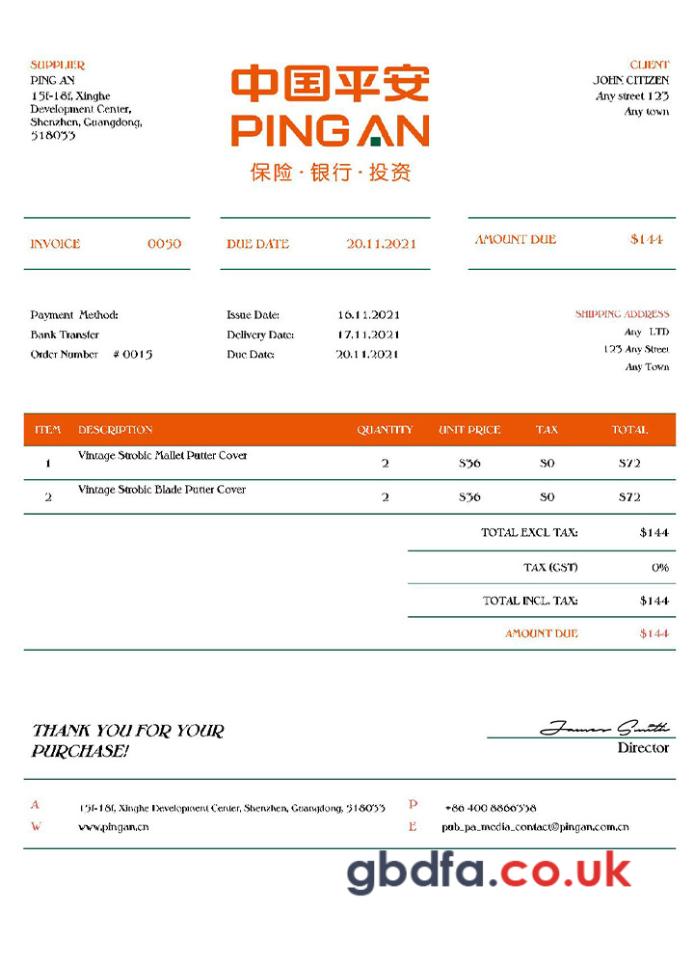 SUPPLIER
PING AN
15f-18f, Xinghe
Development Center,
Shenzhen, Guangdong,
518033
中国平安
PING AN
保险·银行·投资
CLIENT
JOHN CITIZEN
Any street 123
Any town
INVOICE 0050
DUE DATE 20.11.2021
AMOUNT DUE $144
Payment Method:
Bank Transfer
Order Number # 0015
Issue Date: 16.11.2021
Delivery Date: 17.11.2021
Due Date: 20.11.2021
SHIPPING ADDRESS
Any LTD
123 Any Street
Any Town
ITEM DESCRIPTION QUANTITY UNIT PRICE TAX TOTAL
1 Vintage Strobic Mallet Putter Cover 2 $36 $0 $72
2 Vintage Strobic Blade Putter Cover 2 $36 $0 $72
TOTAL EXCL TAX: $144
TAX (GST) 0%
TOTAL INCL. TAX: $144
AMOUNT DUE $144
THANK YOU FOR YOUR
PURCHASE!
James Smith
Director
A 15f-18f, Xinghe Development Center, Shenzhen, Guangdong, 518033
P +86 400 8866338
W www.pingan.cn
E pub_pa_media_contact@pingan.com.cn
gbdfa.co.uk